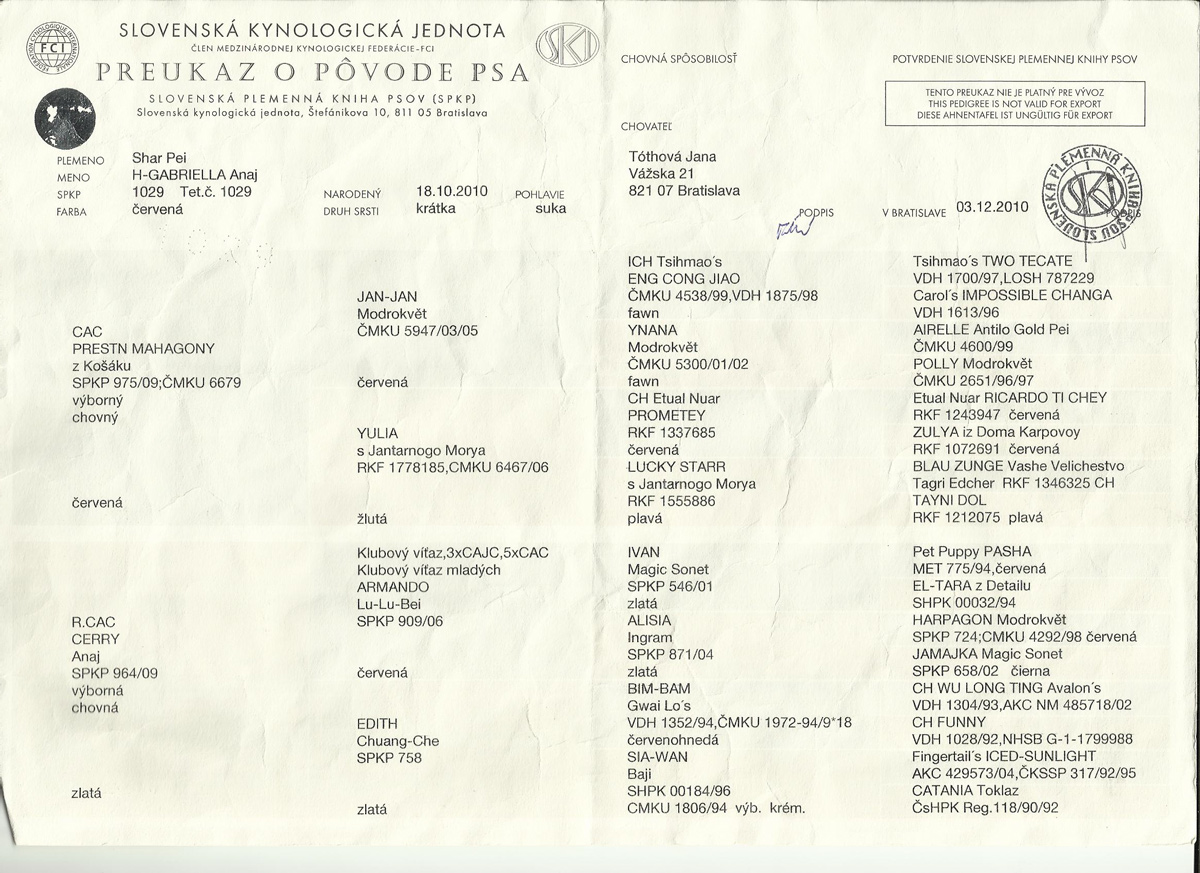 SLOVENSKÁ KYNOLOGICKÁ JEDNOTA
ČLEN MEDZINÁRODNEJ KYNOLOGICKEJ FEDERÁCIE-FCI
PREUKAZ O PÔVODE PSA
SLOVENSKÁ PLEMENNÁ KNIHA PSOV (SPKP)
Slovenská kynologická jednota, Štefánikova 10, 811 05 Bratislava
FEDERATION CYNOLOGIQUE INTERNATIONALE
FCI
SKJ
PLEMENO Shar Pei
MENO H-GABRIELLA Anaj
SPKP 1029 Tet.č. 1029 NARODENÝ 18.10.2010 POHLAVIE
FARBA červená DRUH SRSTI krátka suka
CHOVNÁ SPÔSOBILOSŤ
CHOVATEĽ
Tóthová Jana
Vážska 21
821 07 Bratislava
PODPIS
POTVRDENIE SLOVENSKEJ PLEMENNEJ KNIHY PSOV
TENTO PREUKAZ NIE JE PLATNÝ PRE VÝVOZ
THIS PEDIGREE IS NOT VALID FOR EXPORT
DIESE AHNENTAFEL IST UNGÜLTIG FÜR EXPORT
V BRATISLAVE 03.12.2010 PODPIS
SLOVENSKÁ PLEMENNÁ KNIHA PSOV
SKJ
CAC
PRESTN MAHAGONY
z Košáku
SPKP 975/09;ČMKU 6679
výborný
chovný
červená
R.CAC
CERRY
Anaj
SPKP 964/09
výborná
chovná
zlatá
JAN-JAN
Modrokvět
ČMKU 5947/03/05
červená
YULIA
s Jantarnogo Morya
RKF 1778185,CMKU 6467/06
žlutá
Klubový víťaz,3xCAJC,5xCAC
Klubový víťaz mladých
ARMANDO
Lu-Lu-Bei
SPKP 909/06
červená
EDITH
Chuang-Che
SPKP 758
zlatá
ICH Tsihmao´s
ENG CONG JIAO
ČMKU 4538/99,VDH 1875/98
fawn
YNANA
Modrokvět
ČMKU 5300/01/02
fawn
CH Etual Nuar
PROMETEY
RKF 1337685
červená
LUCKY STARR
s Jantarnogo Morya
RKF 1555886
plavá
IVAN
Magic Sonet
SPKP 546/01
zlatá
ALISIA
Ingram
SPKP 871/04
zlatá
BIM-BAM
Gwai Lo´s
VDH 1352/94,ČMKU 1972-94/9*18
červenohnedá
SIA-WAN
Baji
SHPK 00184/96
CMKU 1806/94 výb. krém.
Tsihmao´s TWO TECATE
VDH 1700/97,LOSH 787229
Carol´s IMPOSSIBLE CHANGA
VDH 1613/96
AIRELLE Antilo Gold Pei
ČMKU 4600/99
POLLY Modrokvět
ČMKU 2651/96/97
Etual Nuar RICARDO TI CHEY
RKF 1243947 červená
ZULYA iz Doma Karpovoy
RKF 1072691 červená
BLAU ZUNGE Vashe Velichestvo
Tagri Edcher RKF 1346325 CH
TAYNI DOL
RKF 1212075 plavá
Pet Puppy PASHA
MET 775/94,červená
EL-TARA z Detailu
SHPK 00032/94
HARPAGON Modrokvět
SPKP 724;CMKU 4292/98 červená
JAMAJKA Magic Sonet
SPKP 658/02 čierna
CH WU LONG TING Avalon´s
VDH 1304/93,AKC NM 485718/02
CH FUNNY
VDH 1028/92,NHSB G-1-1799988
Fingertail´s ICED-SUNLIGHT
AKC 429573/04,ČKSSP 317/92/95
CATANIA Toklaz
ČsHPK Reg.118/90/92